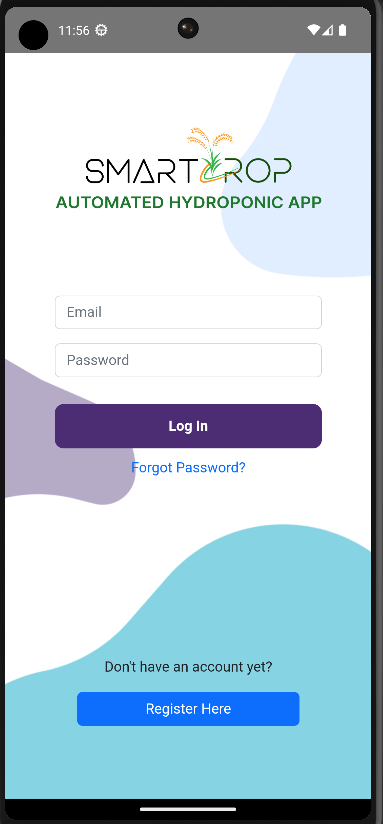 11:56
SMARTCROP
AUTOMATED HYDROPONIC APP
Email
Password
Log In
Forgot Password?
Don't have an account yet?
Register Here